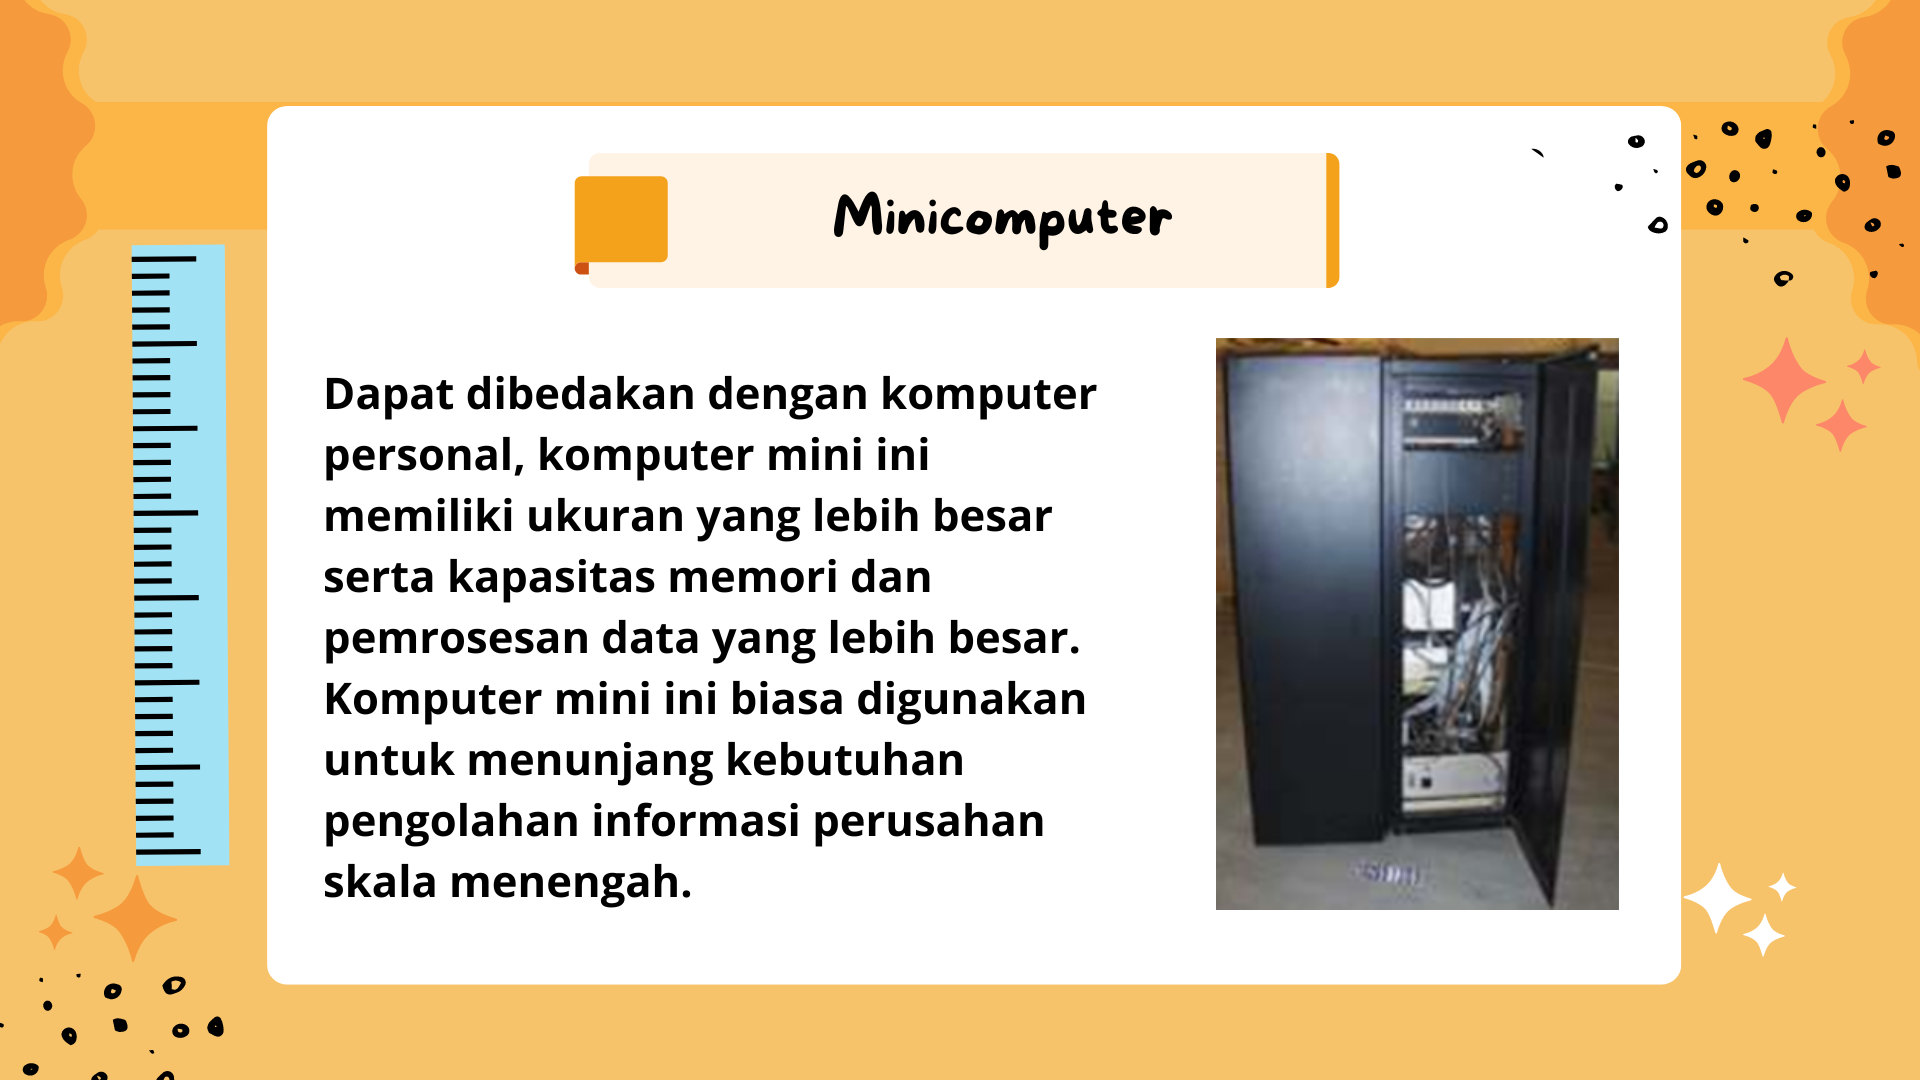 Minicomputer
Dapat dibedakan dengan komputer
personal, komputer mini ini
memiliki ukuran yang lebih besar
serta kapasitas memori dan
pemrosesan data yang lebih besar.
Komputer mini ini biasa digunakan
untuk menunjang kebutuhan
pengolahan informasi perusahan
skala menengah.